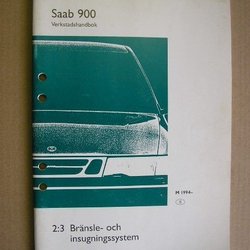 Saab 900
Verkstadshandbok
M 1994–
2:3 Bränsle- och
insugningssystem